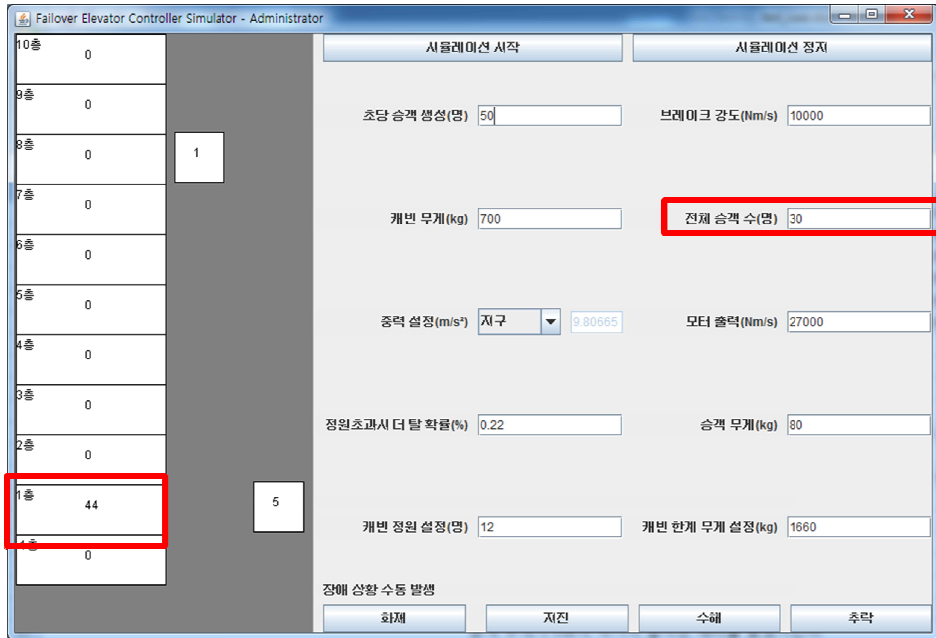 Failover Elevator Controller Simulator - Administrator
10층
0
9층
0
8층
0
1
7층
0
6층
0
5층
0
4층
0
3층
0
2층
0
1층
44
5
0
시뮬레이션 시작
시뮬레이션 정지
초당 승객 생성(명) 50
브레이크 강도(Nm/s) 10000
캐빈 무게(kg) 700
전체 승객 수(명) 30
중력 설정(m/s²) 지구 9.80665
모터 출력(Nm/s) 27000
정원초과시 더 탈 확률(%) 0.22
승객 무게(kg) 80
캐빈 정원 설정(명) 12
캐빈 한계 무게 설정(kg) 1660
장애 상황 수동 발생
화재
지진
수해
추락